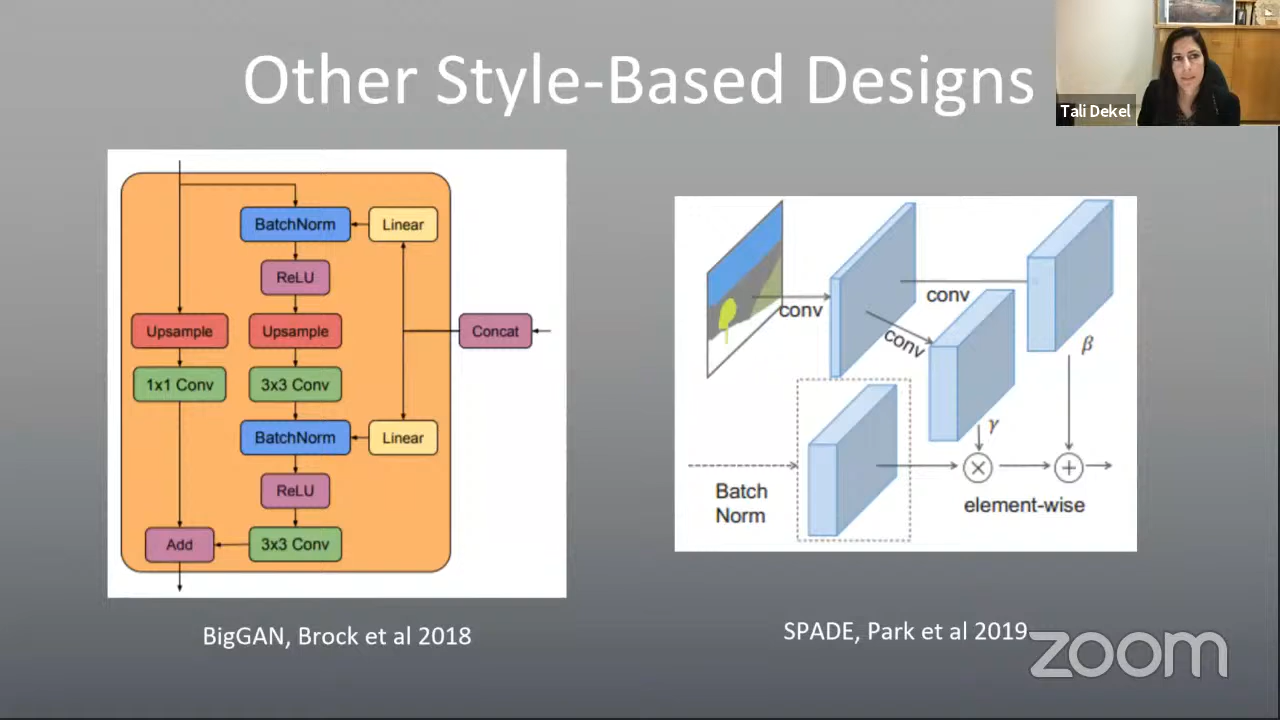 Other Style-Based Designs
Tali Dekel
BatchNorm
Linear
ReLU
Upsample
Upsample
Concat
1x1 Conv
3x3 Conv
BatchNorm
Linear
ReLU
Add
3x3 Conv
BigGAN, Brock et al 2018
conv
conv
conv
β
γ
Batch
Norm
element-wise
SPADE, Park et al 2019
zoom